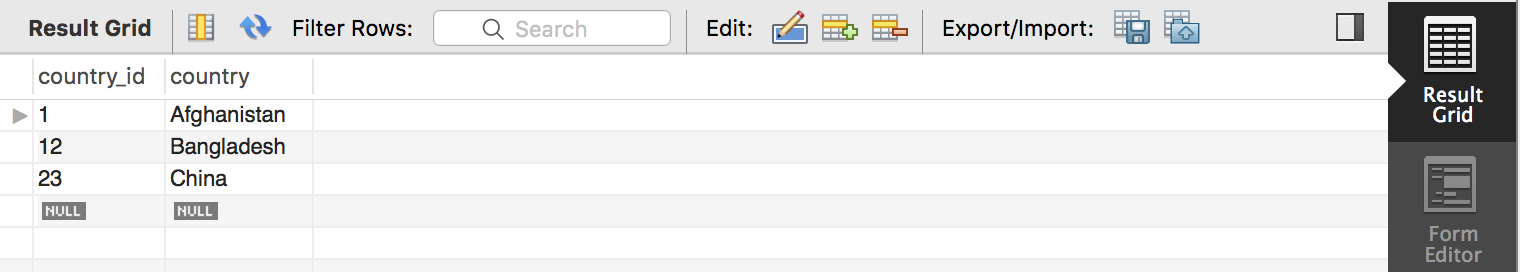 Result Grid Filter Rows: Search Edit: Export/Import:
country_id country
1 Afghanistan
12 Bangladesh
23 China
NULL NULL
Result
Grid
Form
Editor